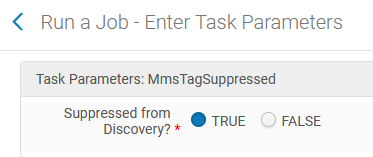 Run a Job - Enter Task Parameters
Task Parameters: MmsTagSuppressed
Suppressed from
Discovery? * TRUE FALSE